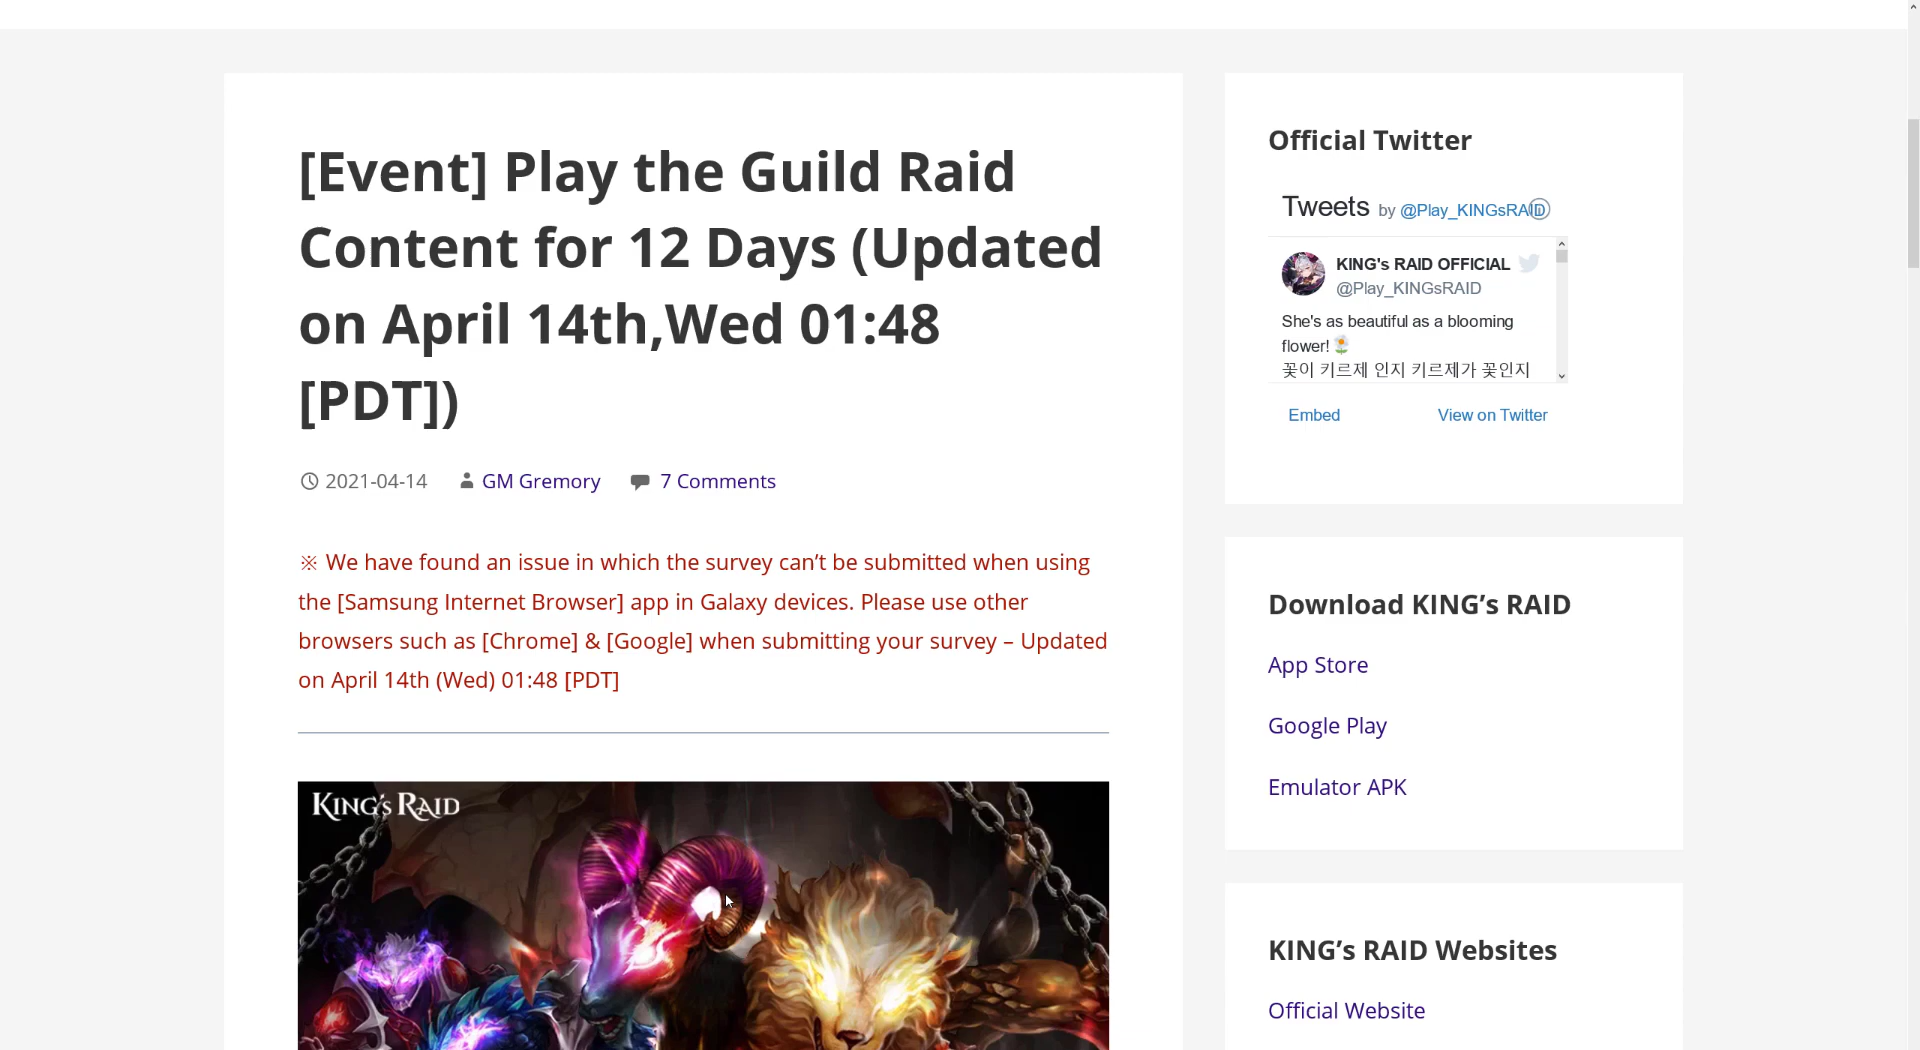 [Event] Play the Guild Raid
Content for 12 Days (Updated
on April 14th,Wed 01:48
[PDT])
2021-04-14 GM Gremory 7 Comments
※ We have found an issue in which the survey can’t be submitted when using
the [Samsung Internet Browser] app in Galaxy devices. Please use other
browsers such as [Chrome] & [Google] when submitting your survey – Updated
on April 14th (Wed) 01:48 [PDT]
KING'S RAID
Official Twitter
Tweets by @Play_KINGsRAID
KING's RAID OFFICIAL
@Play_KINGsRAID
She's as beautiful as a blooming
flower!
꽃이 키르제 인지 키르제가 꽃인지
Embed View on Twitter
Download KING’s RAID
App Store
Google Play
Emulator APK
KING’s RAID Websites
Official Website